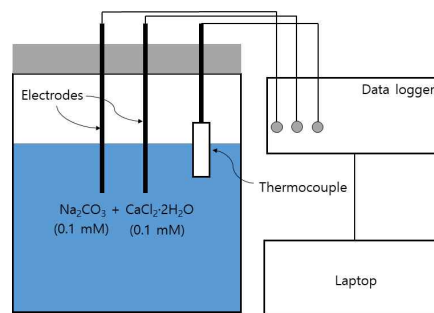 Data logger
Electrodes
Thermocouple
Na₂CO₃ + CaCl₂·2H₂O
(0.1 mM) (0.1 mM)
Laptop